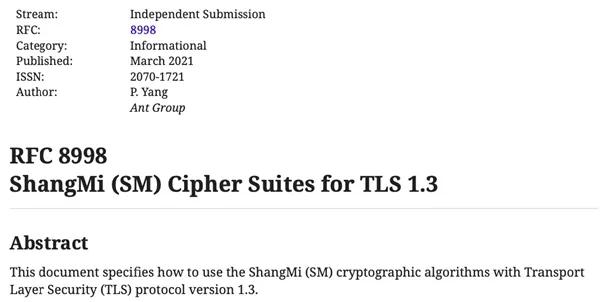 Stream: Independent Submission
RFC: 8998
Category: Informational
Published: March 2021
ISSN: 2070-1721
Author: P. Yang
Ant Group
RFC 8998
ShangMi (SM) Cipher Suites for TLS 1.3
Abstract
This document specifies how to use the ShangMi (SM) cryptographic algorithms with Transport
Layer Security (TLS) protocol version 1.3.